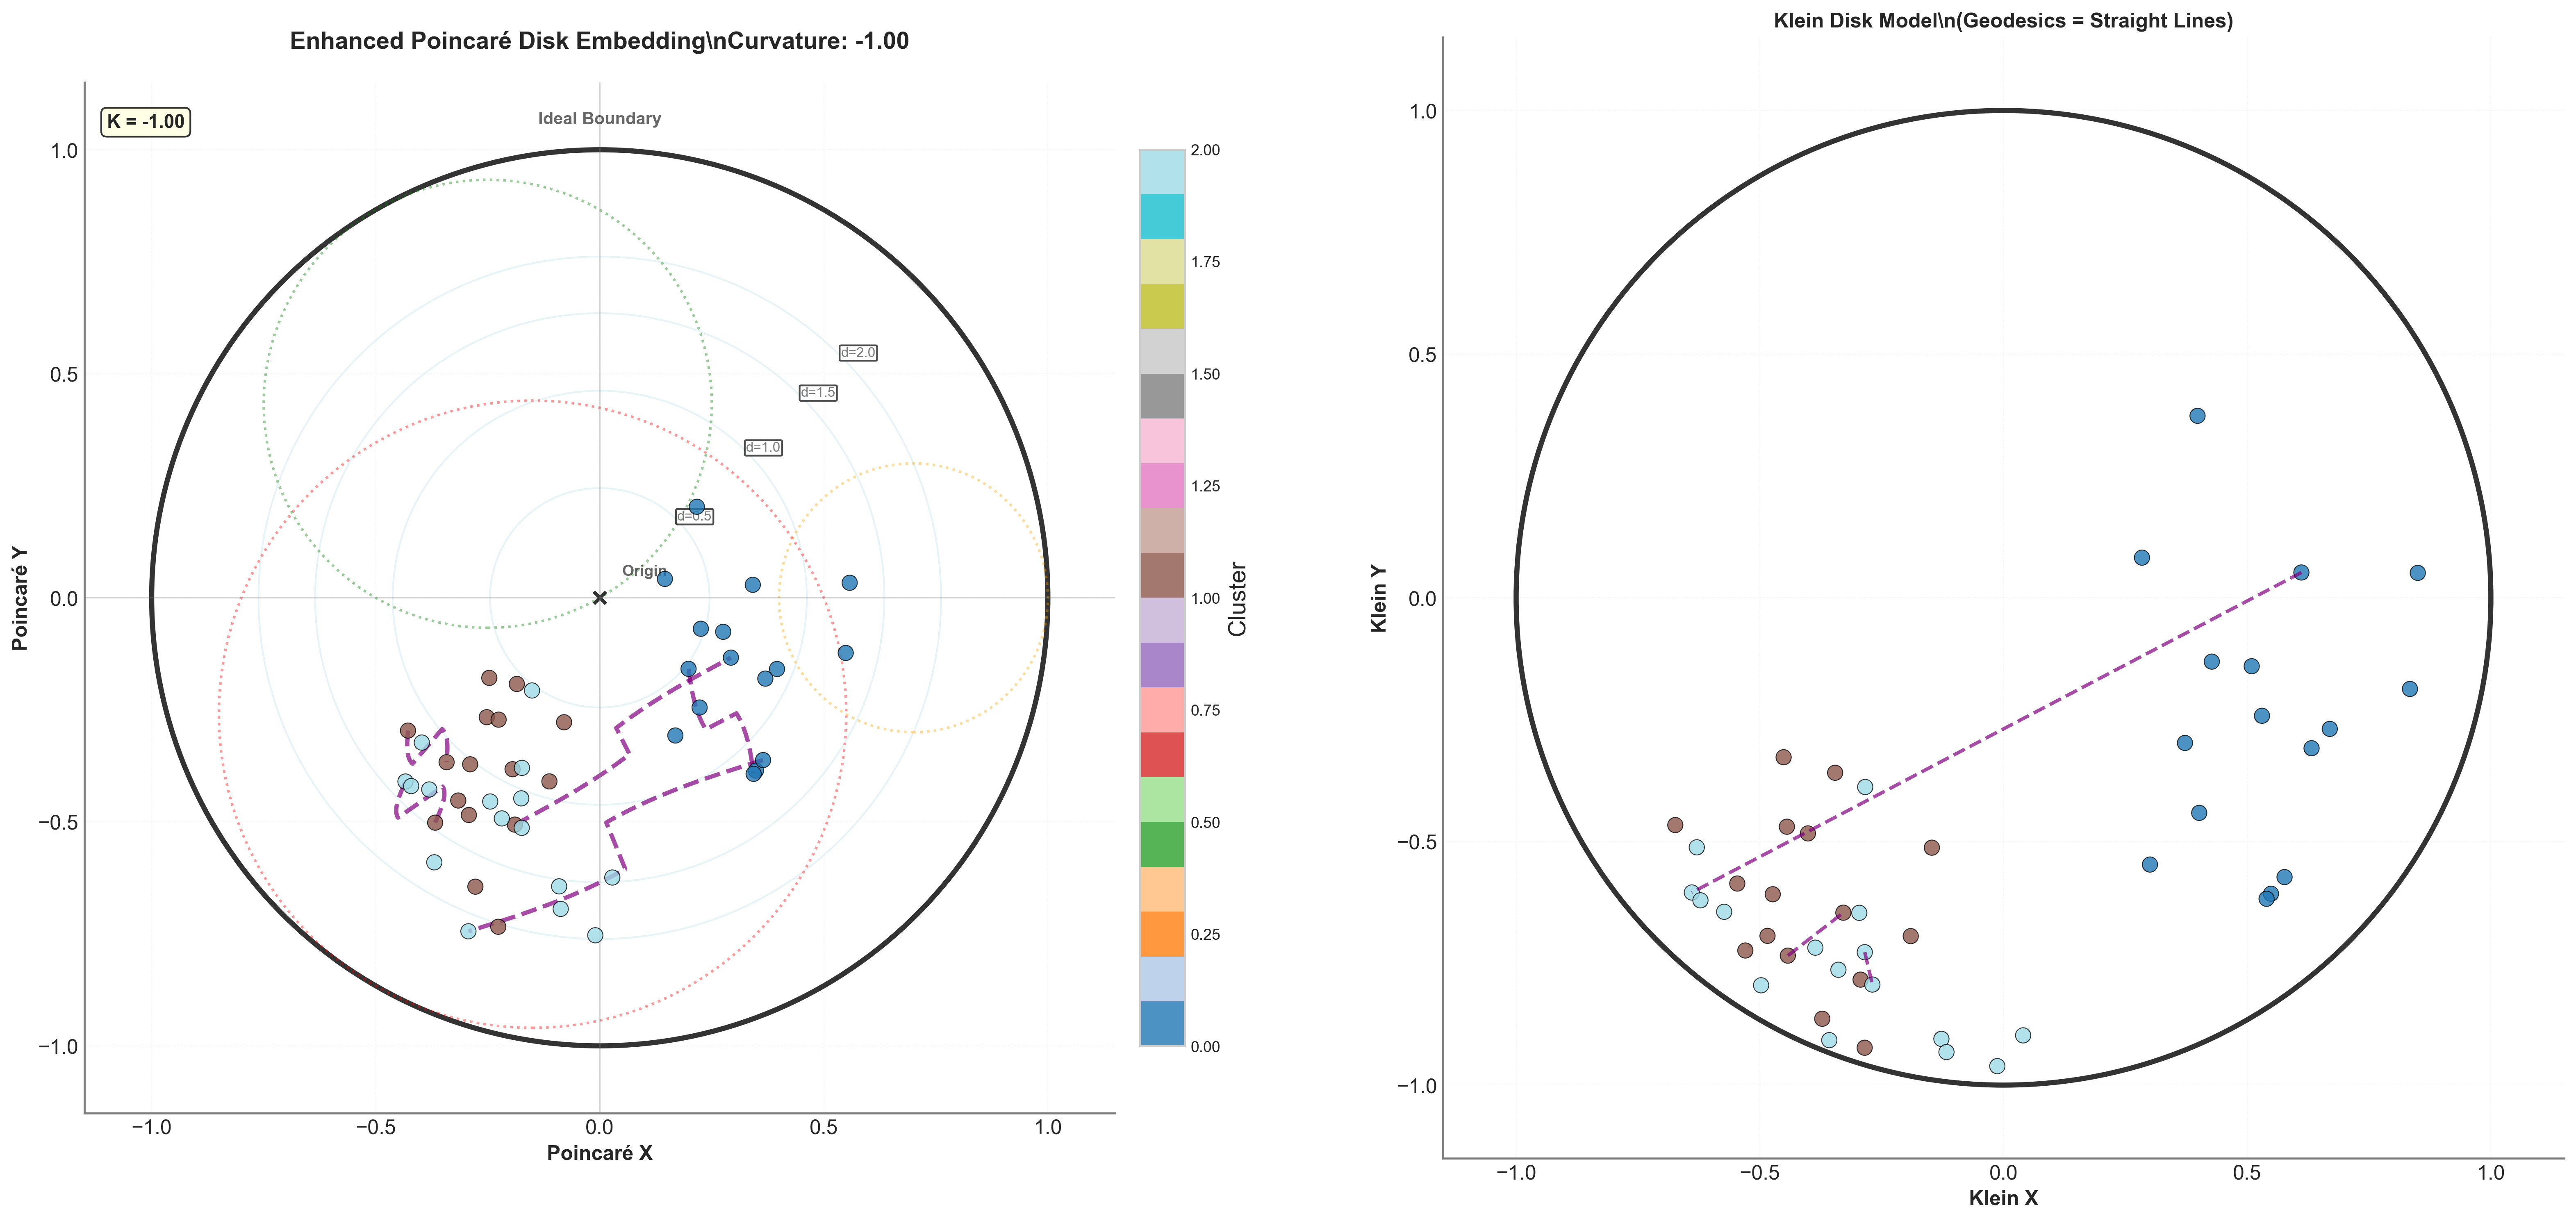 Enhanced Poincaré Disk Embedding\nCurvature: -1.00
K = -1.00
Ideal Boundary
1.0
0.5
0.0
−0.5
−1.0
Poincaré Y
d=2.0
d=1.5
d=1.0
d=0.5
Origin
−1.0
−0.5
0.0
0.5
1.0
Poincaré X
2.00
1.75
1.50
1.25
1.00
0.75
0.50
0.25
0.00
Cluster
Klein Disk Model\n(Geodesics = Straight Lines)
1.0
0.5
0.0
−0.5
−1.0
Klein Y
−1.0
−0.5
0.0
0.5
1.0
Klein X